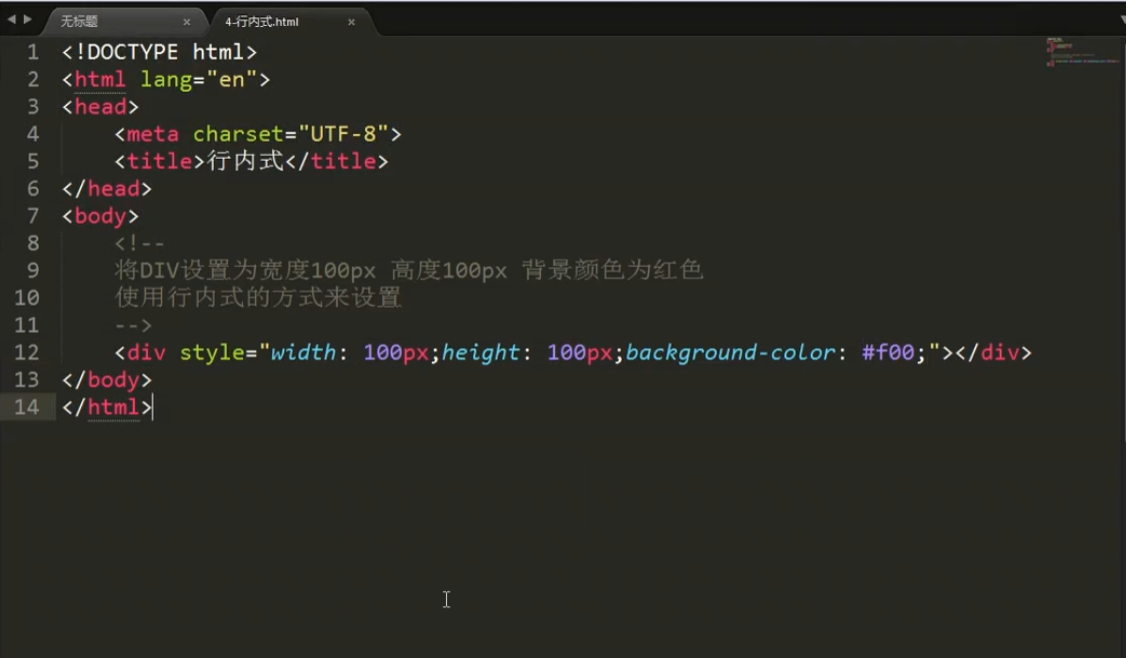 无标题 × 4-行内式.html ×
1 <!DOCTYPE html>
2 <html lang="en">
3 <head>
4 <meta charset="UTF-8">
5 <title>行内式</title>
6 </head>
7 <body>
8 <!--
9 将DIV设置为宽度100px 高度100px 背景颜色为红色
10 使用行内式的方式来设置
11 -->
12 <div style="width: 100px;height: 100px;background-color: #f00;"></div>
13 </body>
14 </html>